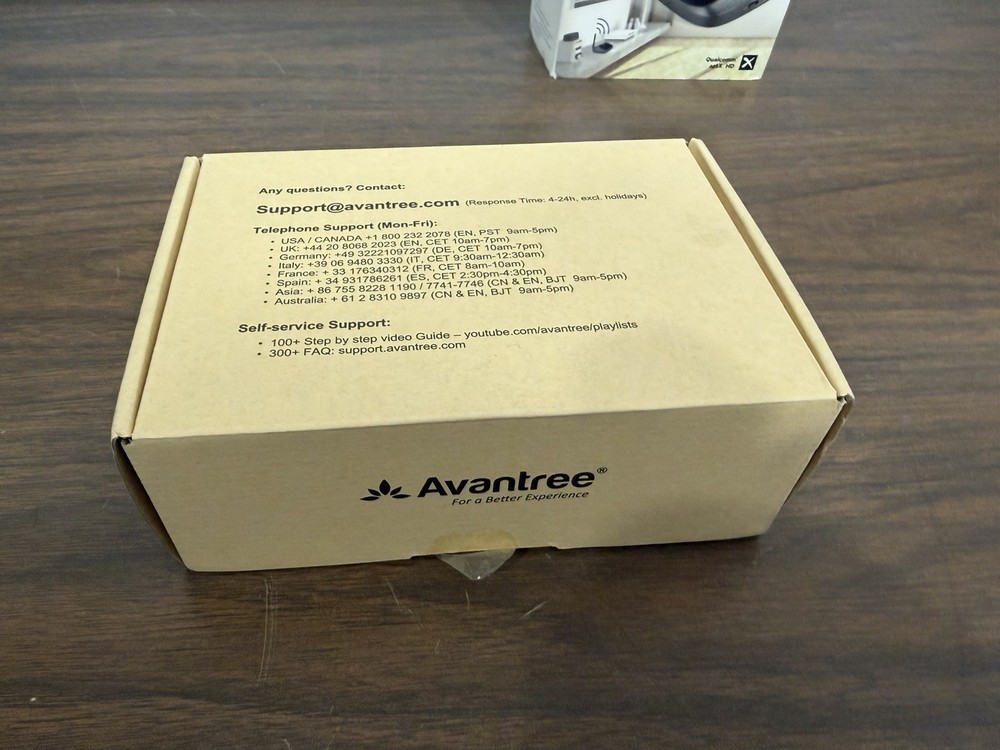 Qualcomm
aptX HD
Any questions? Contact:
Support@avantree.com (Response Time: 4-24h, excl. holidays)
Telephone Support (Mon-Fri):
• USA / CANADA +1 800 232 2078 (EN, PST 9am-5pm)
• UK: +44 20 8068 2023 (EN, CET 10am-7pm)
• Germany: +49 32221097297 (DE, CET 10am-7pm)
• Italy: +39 06 9480 3330 (IT, CET 9:30am-12:30am)
• France: + 33 176340312 (FR, CET 8am-10am)
• Spain: + 34 931786261 (ES, CET 2:30pm-4:30pm)
• Asia: + 86 755 8228 1190 / 7741-7746 (CN & EN, BJT 9am-5pm)
• Australia: + 61 2 8310 9897 (CN & EN, BJT 9am-5pm)
Self-service Support:
• 100+ Step by step video Guide – youtube.com/avantree/playlists
• 300+ FAQ: support.avantree.com
Avantree®
For a Better Experience